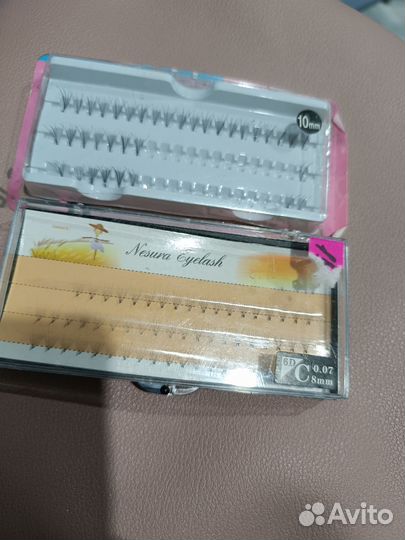 10mm
Nesura Eyelash
6D
C 0.07
8mm
Avito